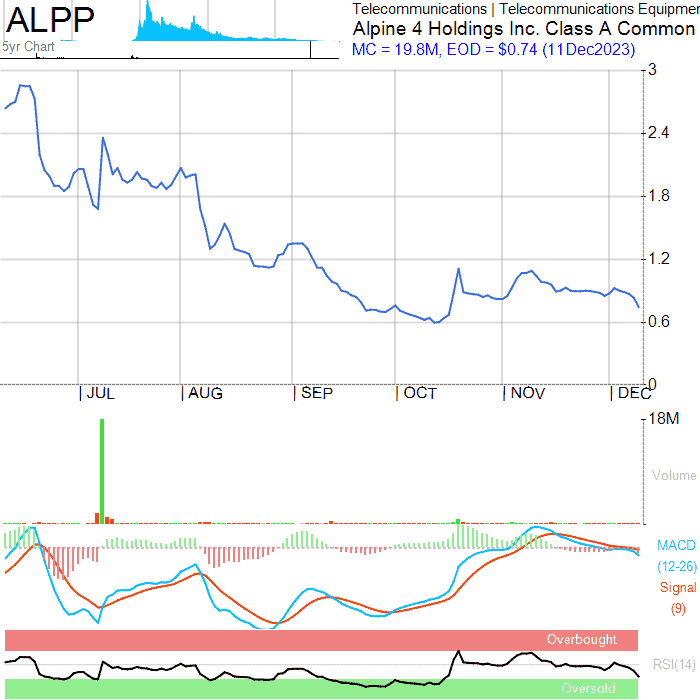 ALPP
5yr Chart
Telecommunications | Telecommunications Equipmen
Alpine 4 Holdings Inc. Class A Common
MC = 19.8M, EOD = $0.74 (11Dec2023)
3
2.4
1.8
1.2
0.6
0
| JUL | AUG | SEP | OCT | NOV | DEC
18M
Volume
MACD
(12-26)
Signal
(9)
Overbought
RSI(14)
Oversold